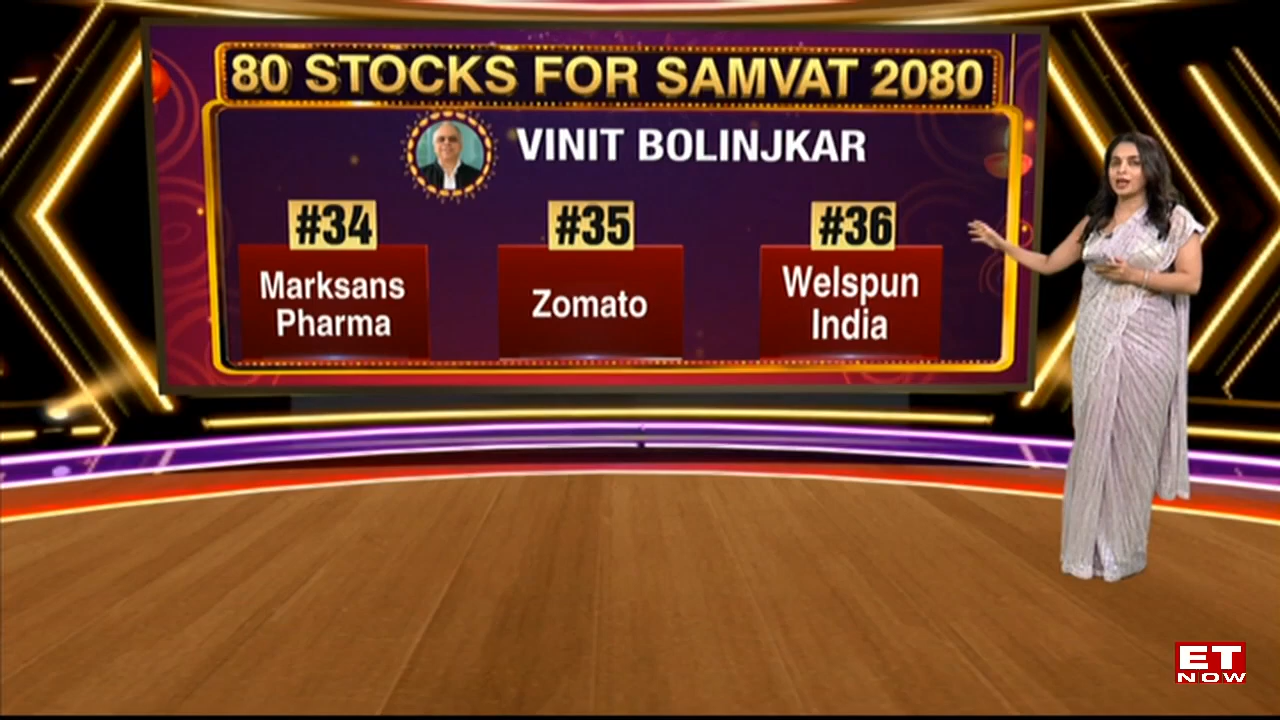 80 STOCKS FOR SAMVAT 2080
VINIT BOLINJKAR
#34
Marksans
Pharma
#35
Zomato
#36
Welspun
India
ET
NOW